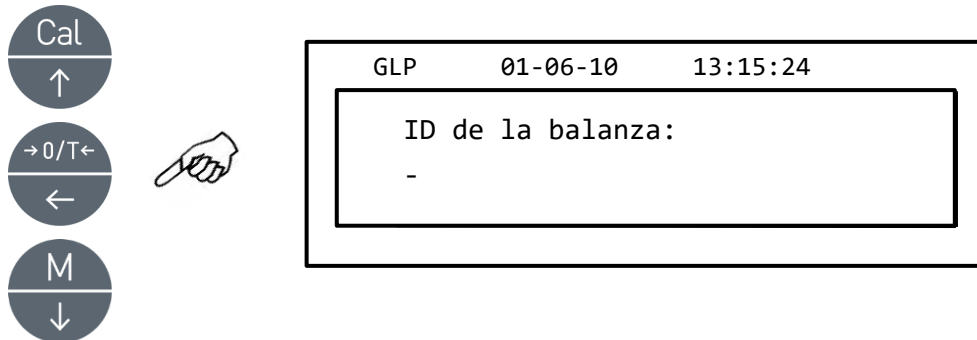 Cal
↑
→0/T←
←
M
↓
GLP 01-06-10 13:15:24
ID de la balanza:
-